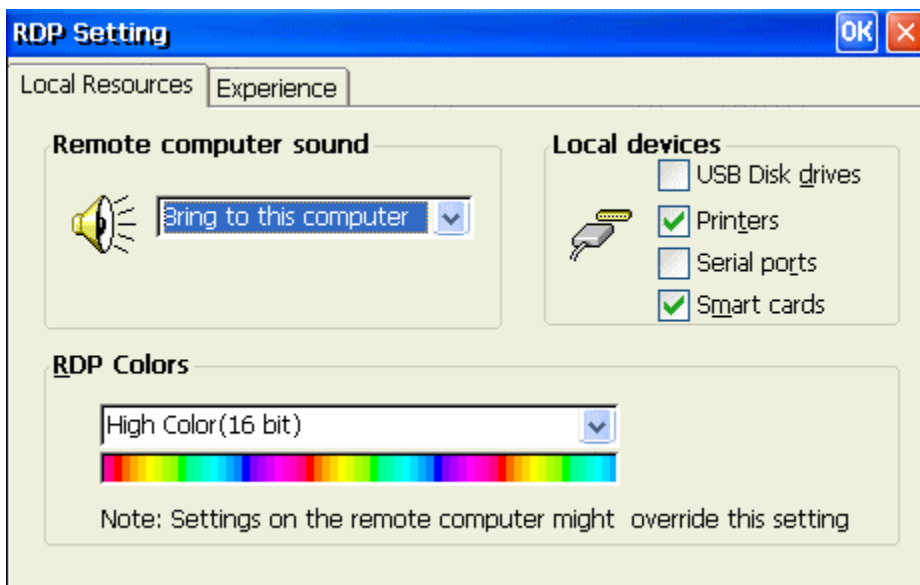 RDP Setting
OK
Local Resources
Experience
Remote computer sound
Bring to this computer
Local devices
USB Disk drives
Printers
Serial ports
Smart cards
RDP Colors
High Color(16 bit)
Note: Settings on the remote computer might override this setting